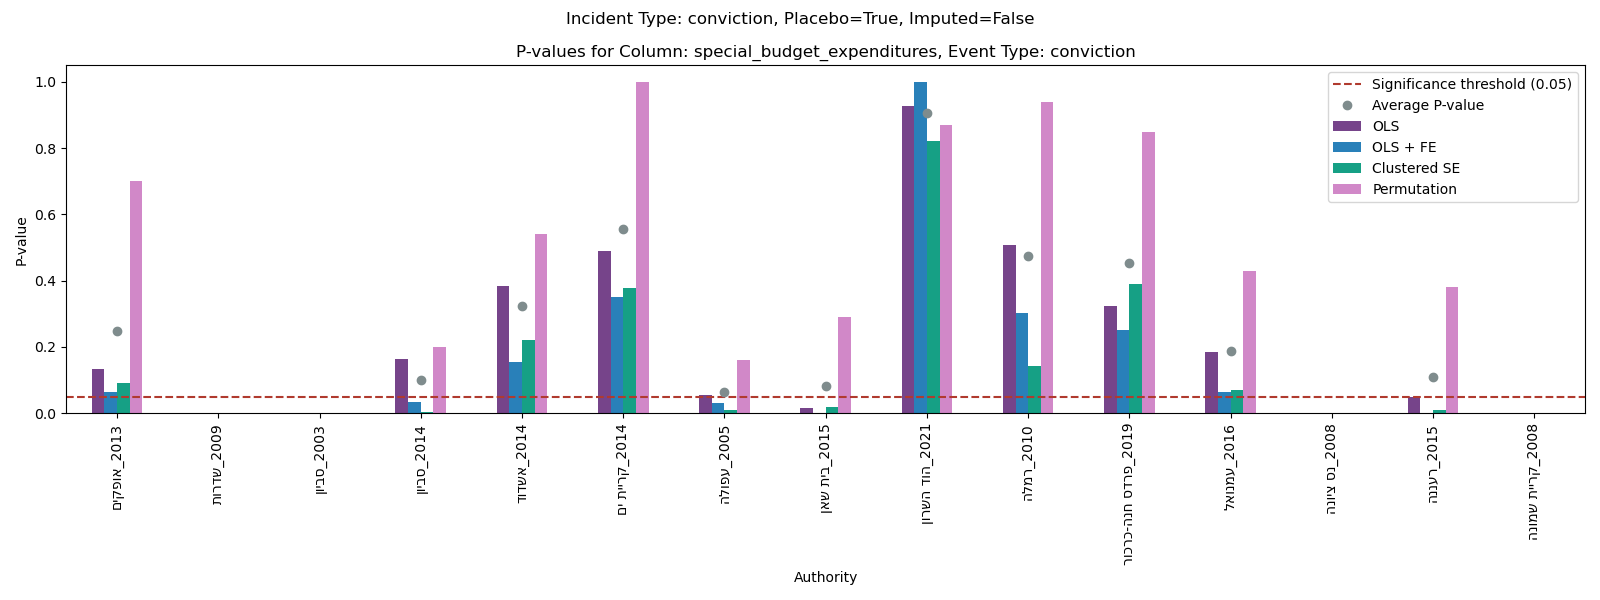 Incident Type: conviction, Placebo=True, Imputed=False
P-values for Column: special_budget_expenditures, Event Type: conviction
Significance threshold (0.05)
Average P-value
OLS
OLS + FE
Clustered SE
Permutation
P-value
1.0
0.8
0.6
0.4
0.2
0.0
אופקים_2013
שדרות_2009
סביון_2003
סביון_2014
אשדוד_2014
קריית ים_2014
עפולה_2005
בית שאן_2015
הוד השרון_2021
רמלה_2010
פרדס חנה-כרכור_2019
עמנואל_2016
נס ציונה_2008
רעננה_2015
קריית שמונה_2008
Authority